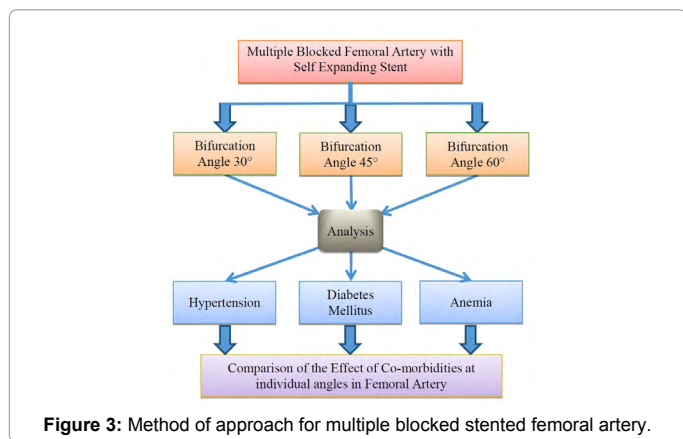 Multiple Blocked Femoral Artery with
Self Expanding Stent
Bifurcation
Angle 30°
Bifurcation
Angle 45°
Bifurcation
Angle 60°
Analysis
Hypertension
Diabetes
Mellitus
Anemia
Comparison of the Effect of Co-morbidities at
individual angles in Femoral Artery
Figure 3: Method of approach for multiple blocked stented femoral artery.